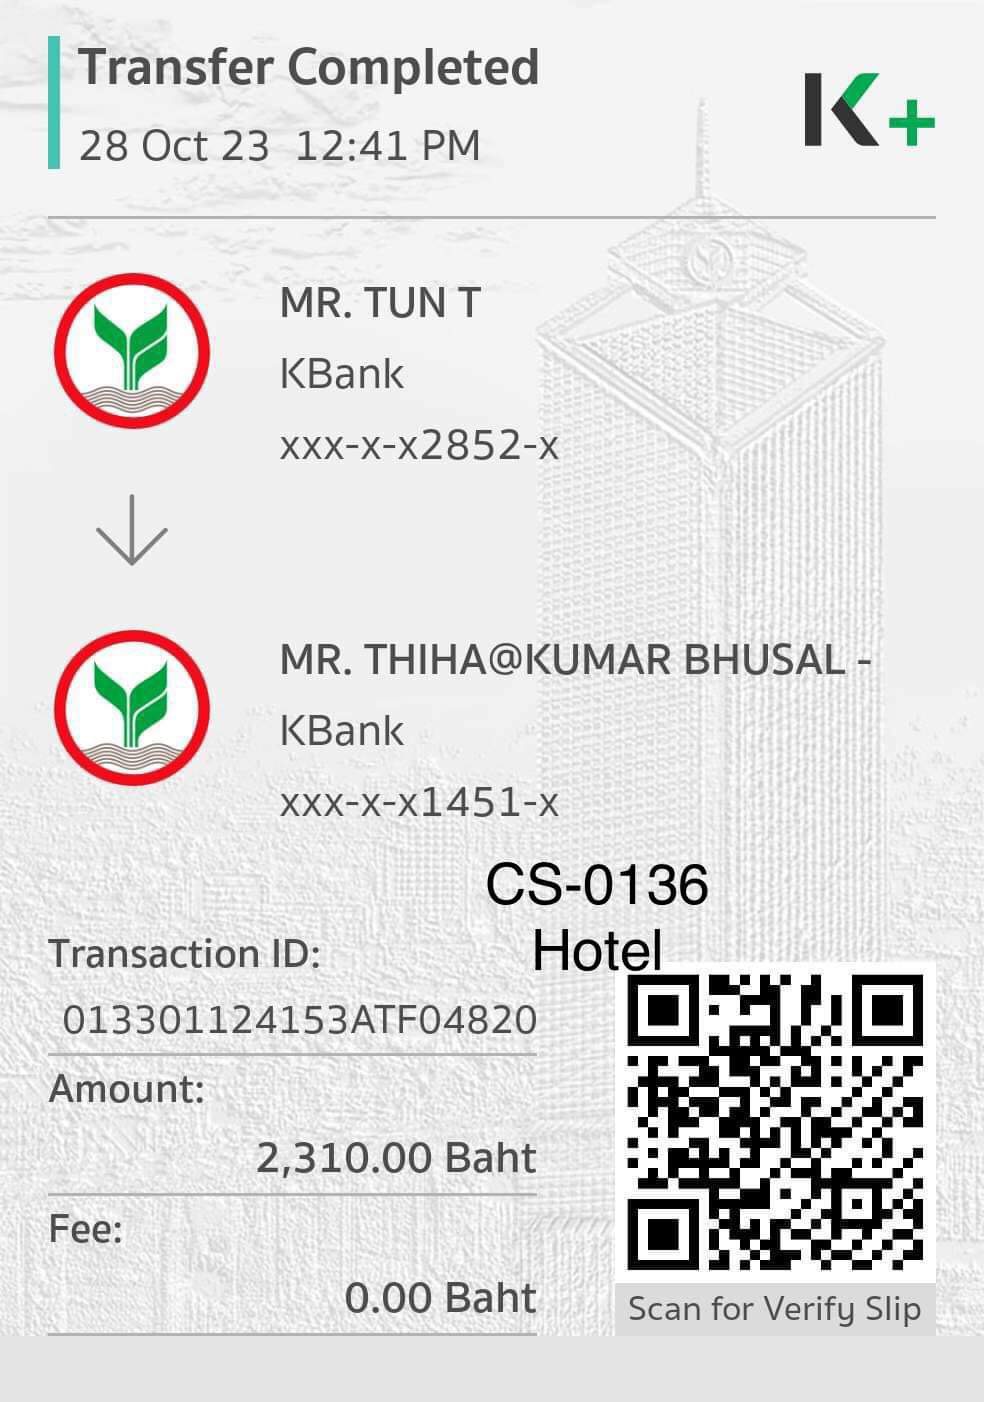 Transfer Completed
28 Oct 23 12:41 PM
K+
MR. TUN T
KBank
xxx-x-x2852-x
MR. THIHA@KUMAR BHUSAL -
KBank
xxx-x-x1451-x
CS-0136
Hotel
Transaction ID:
013301124153ATF04820
Amount:
2,310.00 Baht
Fee:
0.00 Baht
Scan for Verify Slip